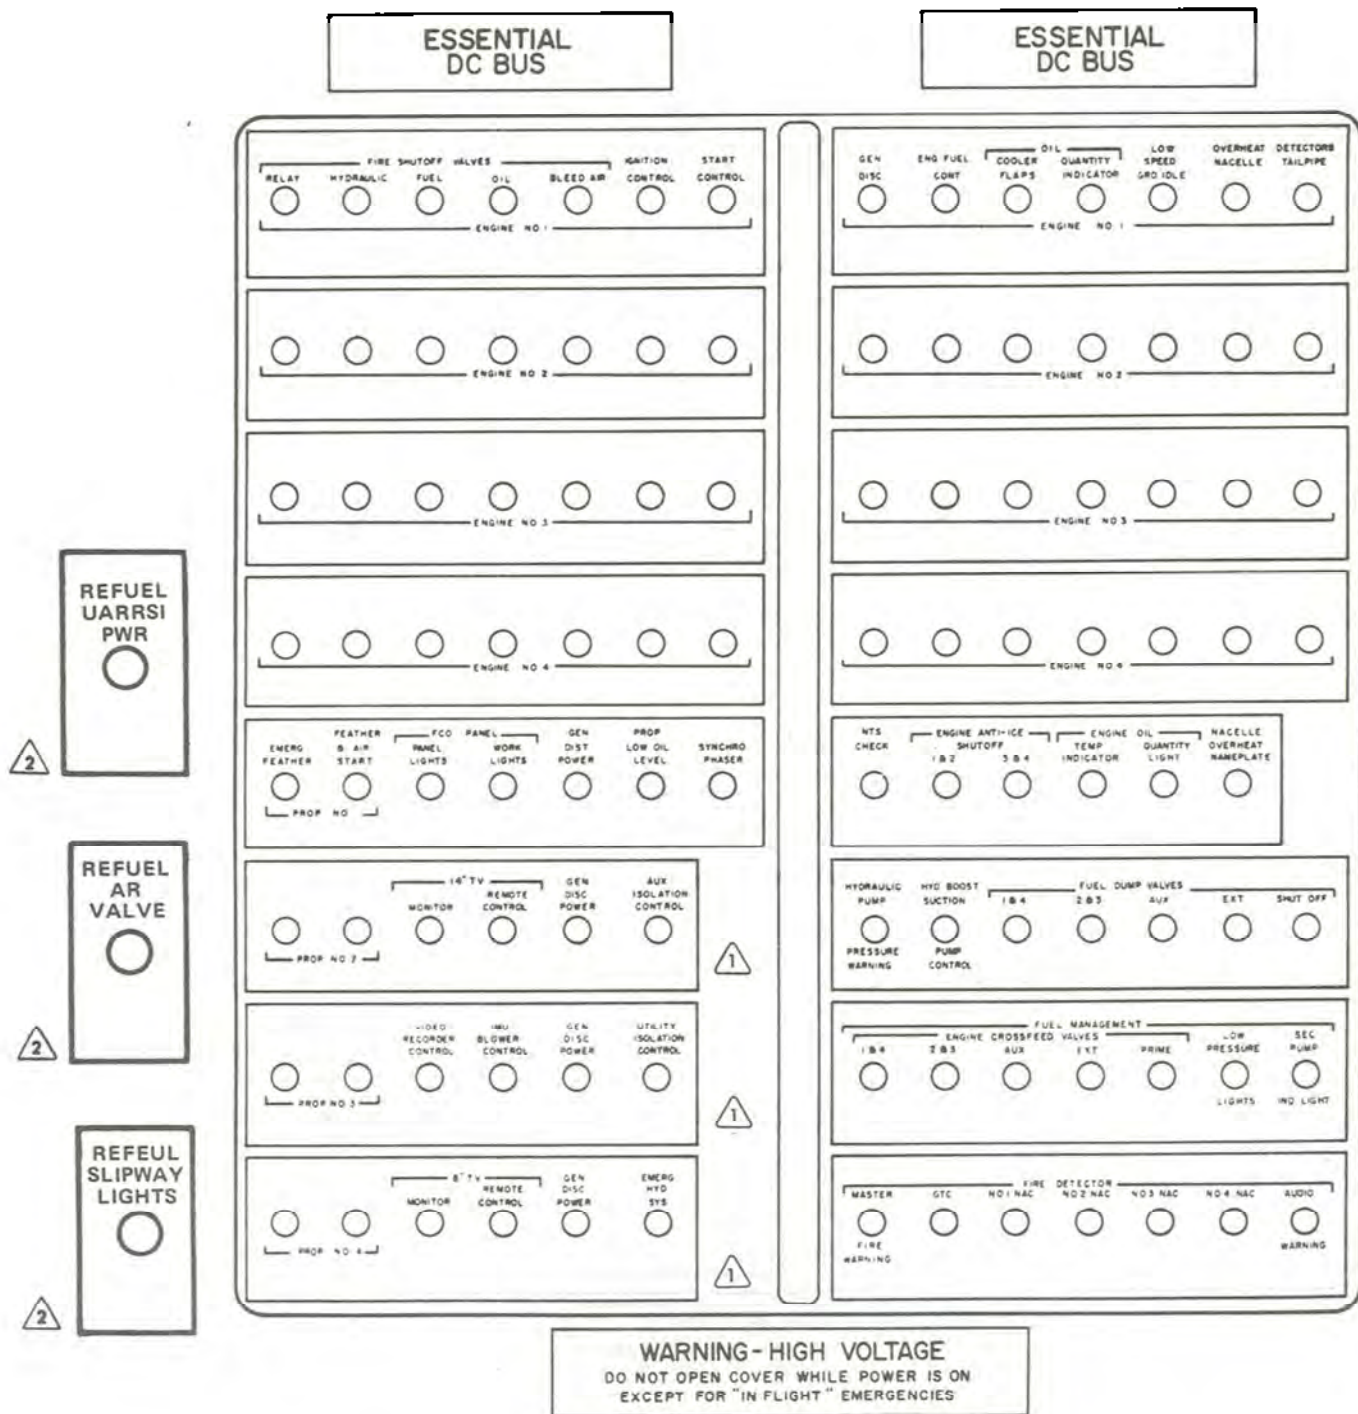 ESSENTIAL
DC BUS
ESSENTIAL
DC BUS
FIRE SHUTOFF VALVES
IGNITION
START
RELAY
HYDRAULIC
FUEL
OIL
BLEED AIR
CONTROL
CONTROL
ENGINE NO.1
ENGINE NO 2
ENGINE NO 3
ENGINE NO 4
FEATHER
FCO PANEL
GEN
PROP
EMERG
& AIR
PANEL
WORK
DIST
LOW OIL
SYNCHRO
FEATHER
START
LIGHTS
LIGHTS
POWER
LEVEL
PHASER
PROP NO
14" TV
GEN
AUX
REMOTE
DISC
ISOLATION
MONITOR
CONTROL
POWER
CONTROL
PROP NO 2
1
VIDEO
IMU
GEN
UTILITY
RECORDER
BLOWER
DISC
ISOLATION
CONTROL
CONTROL
POWER
CONTROL
PROP NO 3
1
8" TV
GEN
EMERG
REMOTE
DISC
HYD
MONITOR
CONTROL
POWER
SYS
PROP NO 4
1
GEN
ENG FUEL
OIL
LOW
OVERHEAT DETECTORS
COOLER
QUANTITY
SPEED
NACELLE
TAILPIPE
DISC
CONT
FLAPS
INDICATOR
GRD IDLE
ENGINE NO. 1
ENGINE NO.2
ENGINE NO 3
ENGINE NO.4
NTS
ENGINE ANTI-ICE
ENGINE OIL
NACELLE
CHECK
SHUTOFF
TEMP
QUANTITY
OVERHEAT
1 & 2
3 & 4
INDICATOR
LIGHT
NAMEPLATE
HYDRAULIC
HYD BOOST
FUEL DUMP VALVES
PUMP
SUCTION
1 & 4
2 & 3
AUX
EXT
SHUT OFF
PRESSURE
PUMP
WARNING
CONTROL
FUEL MANAGEMENT
ENGINE CROSSFEED VALVES
LOW
SEC
1 & 4
2 & 3
AUX
EXT
PRIME
PRESSURE
PUMP
LIGHTS
IND LIGHT
FIRE DETECTOR
MASTER
GTC
NO 1 NAC
NO 2 NAC
NO 3 NAC
NO 4 NAC
AUDIO
FIRE
WARNING
WARNING
REFUEL
UARRSI
PWR
2
REFUEL
AR
VALVE
2
REFEUL
SLIPWAY
LIGHTS
2
WARNING-HIGH VOLTAGE
DO NOT OPEN COVER WHILE POWER IS ON
EXCEPT FOR "IN FLIGHT" EMERGENCIES